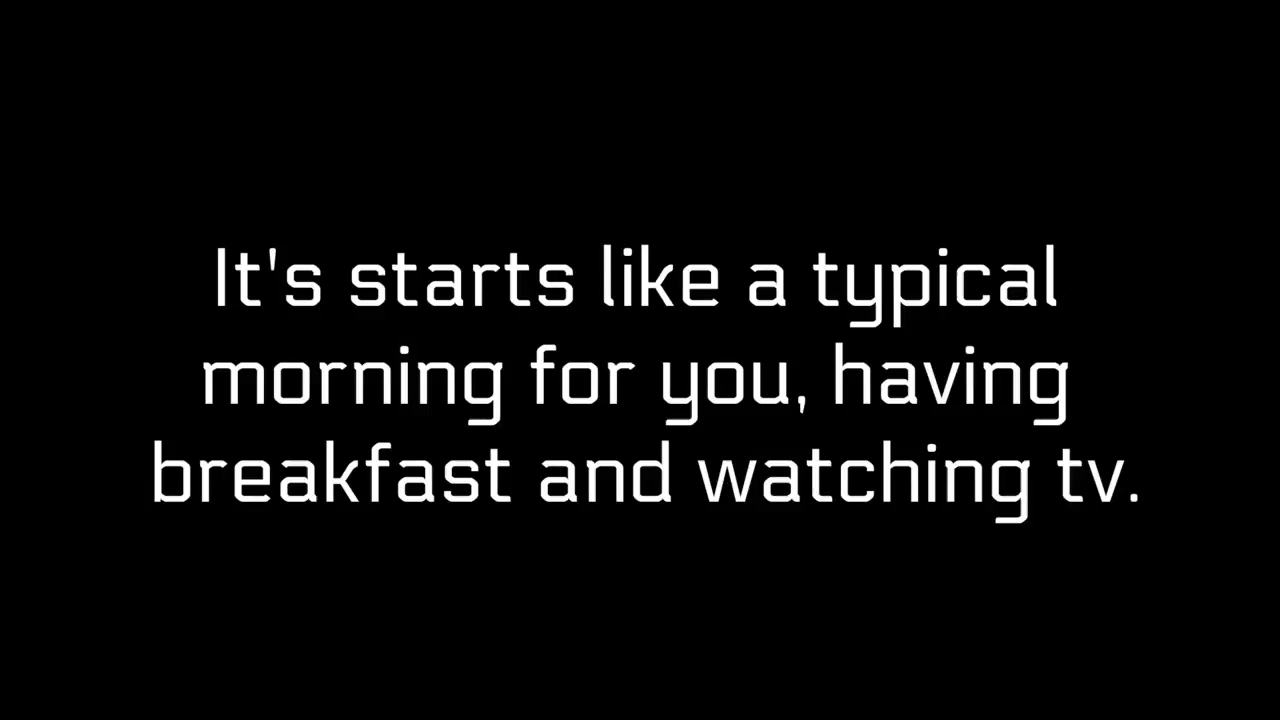 It's starts like a typical
morning for you, having
breakfast and watching tv.